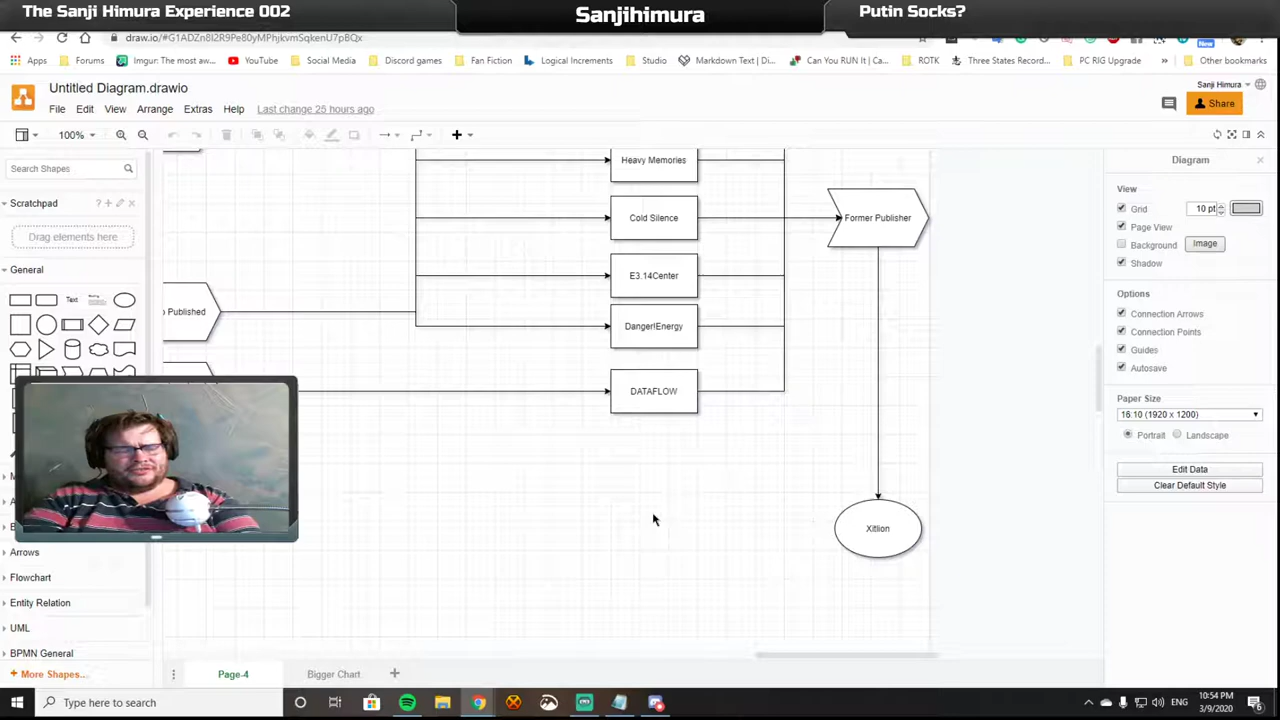 The Sanji Himura Experience 002
Sanjihimura
Putin Socks?
draw.io/#G1ADZn8I2R9Pe80yMPhjkvmSqkenU7pBQx
Apps
Forums
Imgur: The most aw...
YouTube
Social Media
Discord games
Fan Fiction
Logical Increments
Studio
Markdown Text | Di...
Can You RUN It | Ca...
ROTK
Three States Record...
PC RIG Upgrade
»
Other bookmarks
New
Untitled Diagram.drawio
Sanji Himura
File Edit View Arrange Extras Help Last change 25 hours ago
Share
100%
Search Shapes
Scratchpad
Drag elements here
General
Text
Heavy Memories
Cold Silence
Former Publisher
E3.14Center
Published
Danger!Energy
DATAFLOW
Xitlion
Arrows
Flowchart
Entity Relation
UML
BPMN General
+ More Shapes...
Page-4
Bigger Chart
Diagram
View
Grid 10 pt
Page View
Background Image
Shadow
Options
Connection Arrows
Connection Points
Guides
Autosave
Paper Size
16:10 (1920 x 1200)
Portrait Landscape
Edit Data
Clear Default Style
Type here to search
ENG
10:54 PM
3/9/2020
6